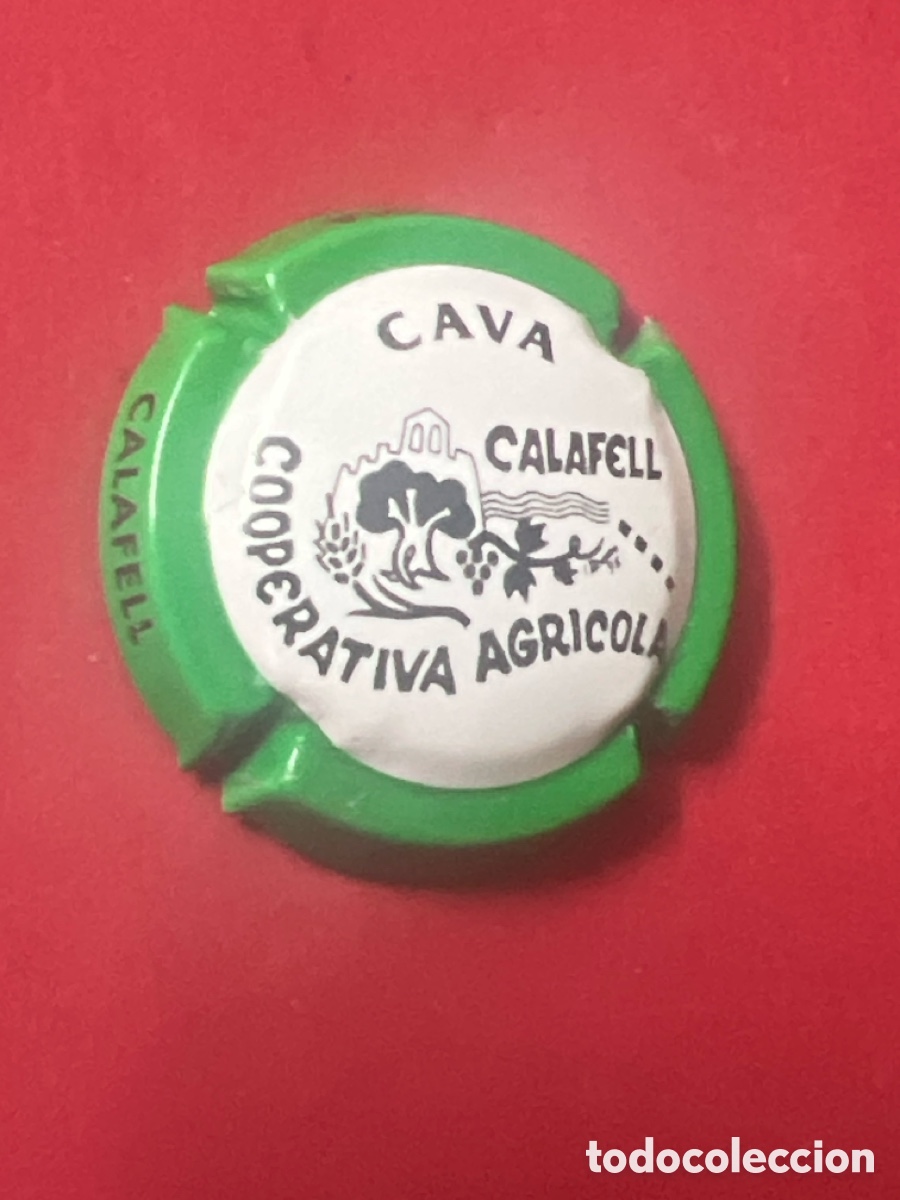 CAVA
CALAFELL
COOPERATIVA AGRICOLA
CALAFELL
todocoleccion